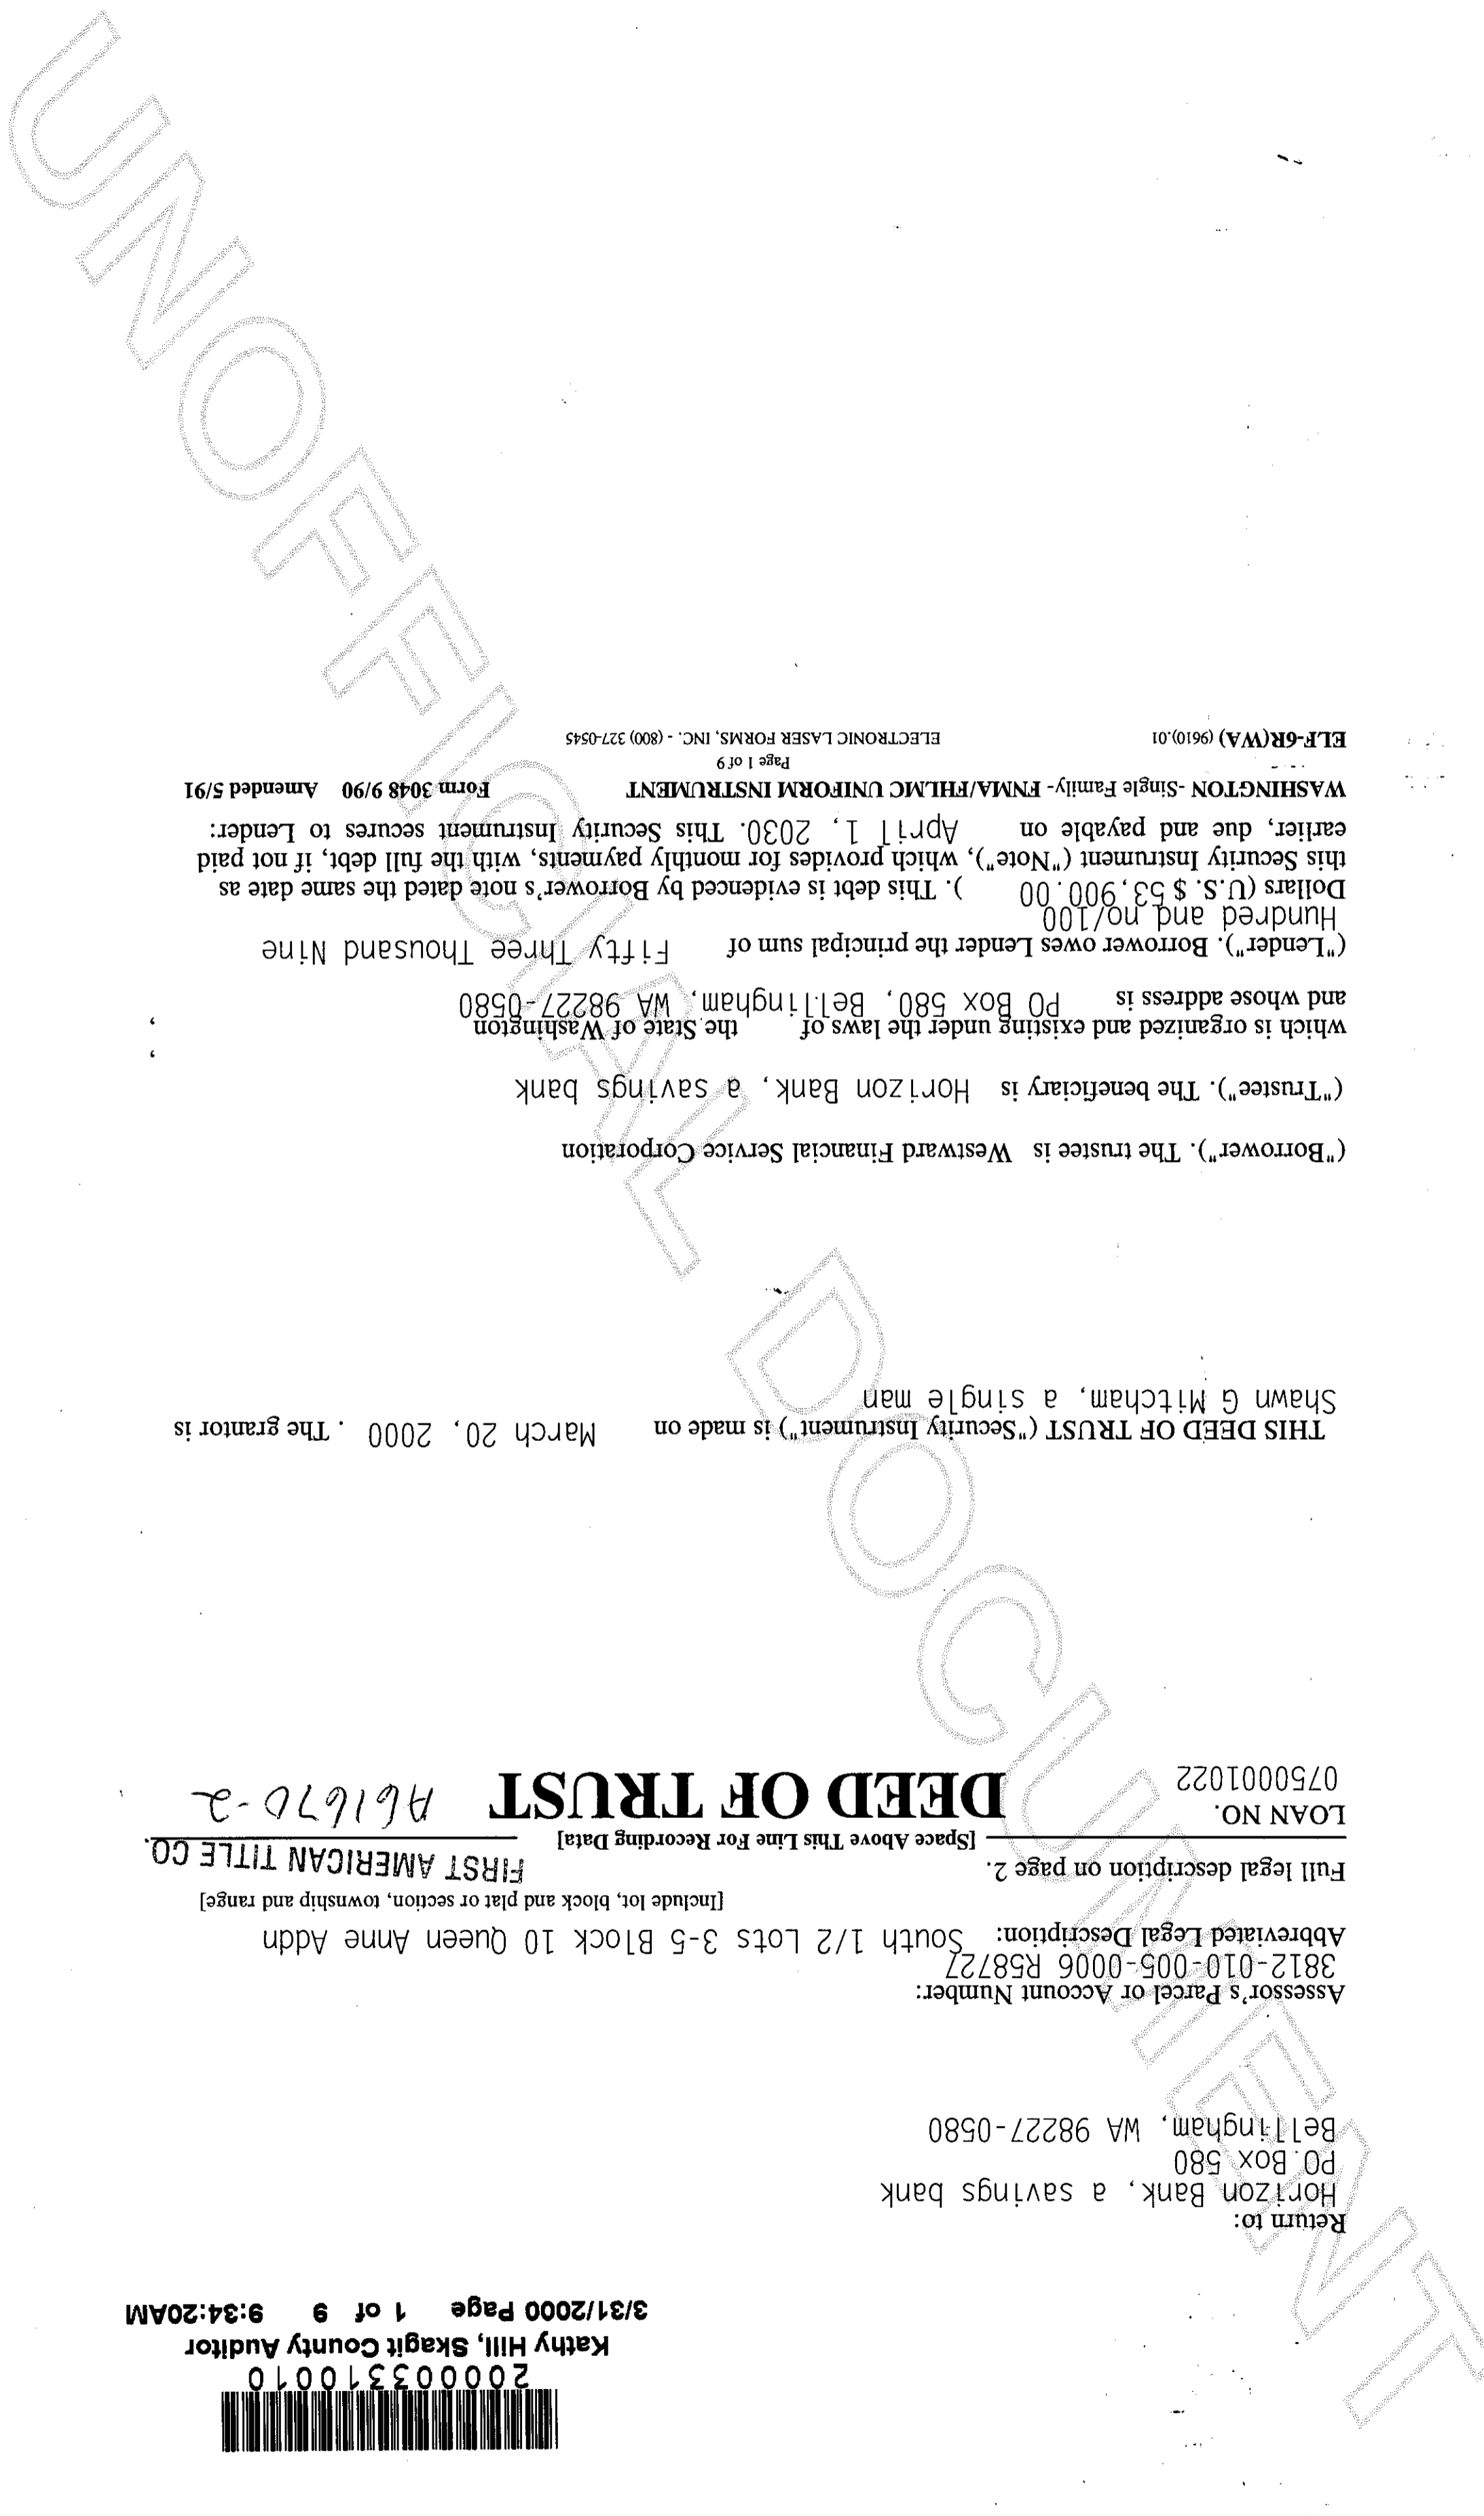 200003310010
Kathy Hill, Skagit County Auditor
3/31/2000 Page 1 of 9 9:34:20AM
Return to:
Horizon Bank, a savings bank
PO Box 580
Bellingham, WA 98227-0580
Assessor's Parcel or Account Number:
3812-010-005-0006 R58727
Abbreviated Legal Description: South 1/2 Lots 3-5 Block 10 Queen Anne Addn
[Include lot, block and plat or section, township and range]
Full legal description on page 2.
FIRST AMERICAN TITLE CO.
[Space Above This Line For Recording Data]
LOAN NO.
0750001022
DEED OF TRUST
A61670-2
THIS DEED OF TRUST ("Security Instrument") is made on March 20, 2000 . The grantor is
Shawn G Mitcham, a single man
("Borrower"). The trustee is Westward Financial Service Corporation
("Trustee"). The beneficiary is Horizon Bank, a savings bank
,
which is organized and existing under the laws of the State of Washington ,
and whose address is PO Box 580, Bellingham, WA 98227-0580
("Lender"). Borrower owes Lender the principal sum of Fifty Three Thousand Nine
Hundred and no/100
Dollars (U.S. $ 53,900.00 ). This debt is evidenced by Borrower's note dated the same date as
this Security Instrument ("Note"), which provides for monthly payments, with the full debt, if not paid
earlier, due and payable on April 1, 2030. This Security Instrument secures to Lender:
WASHINGTON -Single Family- FNMA/FHLMC UNIFORM INSTRUMENT Form 3048 9/90 Amended 5/91
Page 1 of 9
ELF-6R(WA) (9610).01 ELECTRONIC LASER FORMS, INC. - (800) 327-0545
UNOFFICIAL DOCUMENT